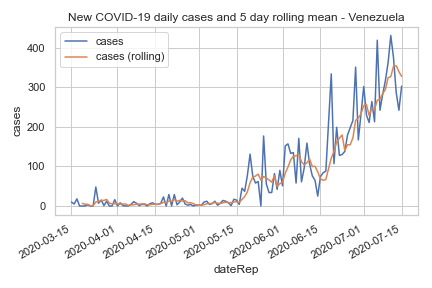 New COVID-19 daily cases and 5 day rolling mean - Venezuela
cases
cases (rolling)
400
300
200
100
0
cases
2020-03-15
2020-04-01
2020-04-15
2020-05-01
2020-05-15
2020-06-01
2020-06-15
2020-07-01
2020-07-15
dateRep